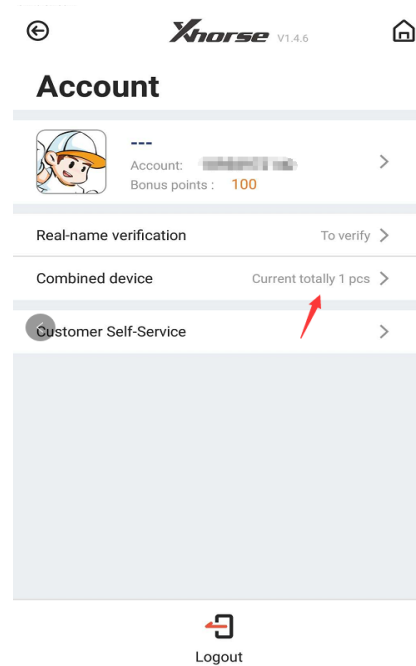 Xhorse V1.4.6
Account
---
Account:
Bonus points : 100
Real-name verification To verify
Combined device Current totally 1 pcs
Customer Self-Service
Logout